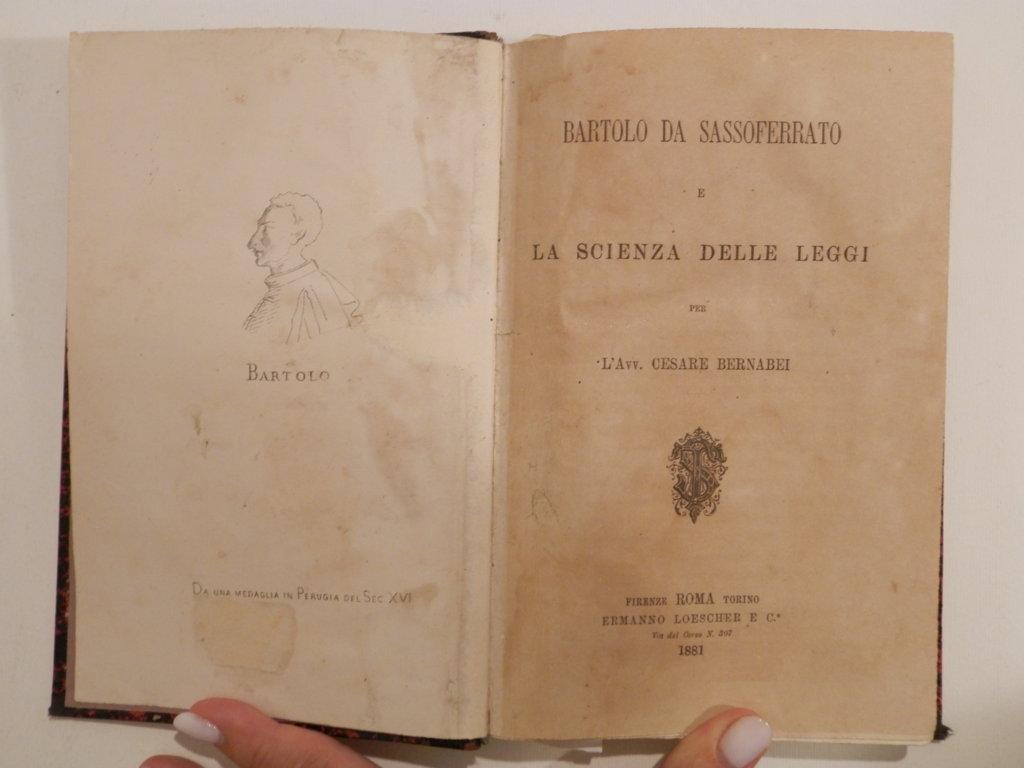 BARTOLO
DA UNA MEDAGLIA IN PERUGIA DEL SEC. XVI
BARTOLO DA SASSOFERRATO
E
LA SCIENZA DELLE LEGGI
PER
L'AVV. CESARE BERNABEI
FIRENZE ROMA TORINO
ERMANNO LOESCHER E C.º
Via del Corso N. 307
1881